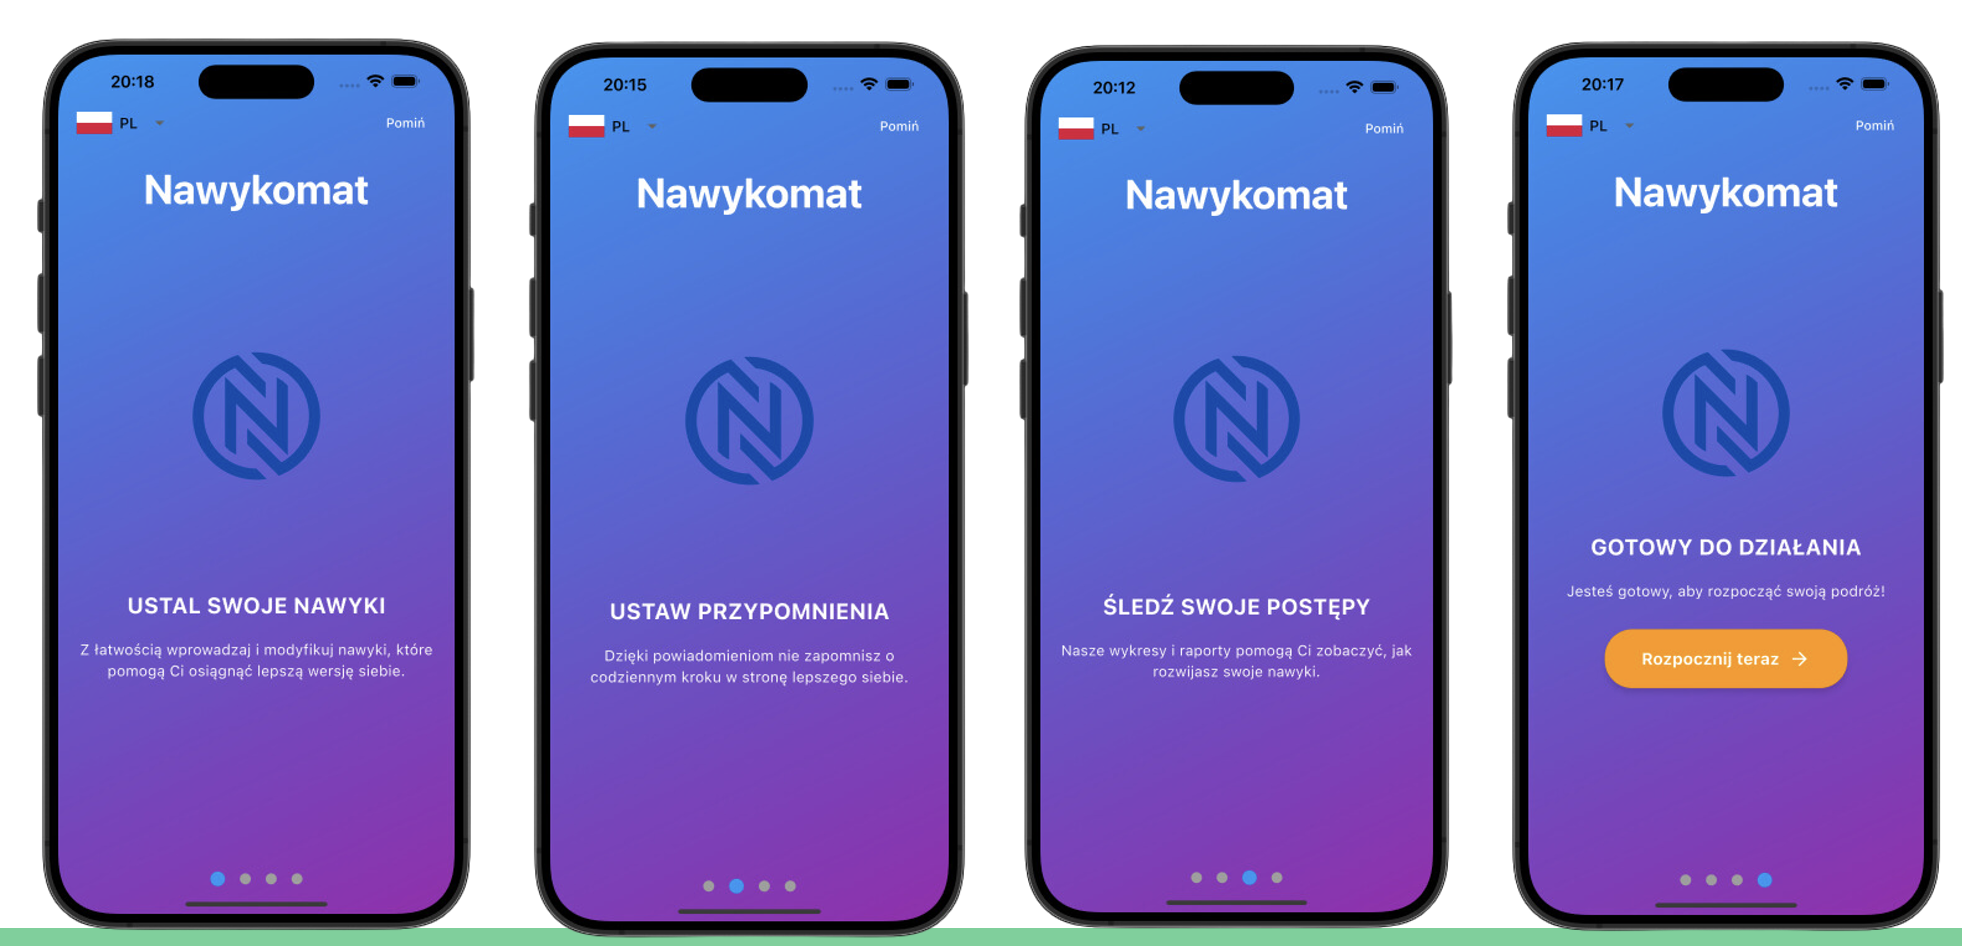 20:18
PL
Pomiń
Nawykomat
N
USTAL SWOJE NAWYKI
Z łatwością wprowadzaj i modyfikuj nawyki, które
pomogą Ci osiągnąć lepszą wersję siebie.
20:15
PL
Pomiń
Nawykomat
N
USTAW PRZYPOMNIENIA
Dzięki powiadomieniom nie zapomnisz o
codziennym kroku w stronę lepszego siebie.
20:12
PL
Pomiń
Nawykomat
N
ŚLEDŹ SWOJE POSTĘPY
Nasze wykresy i raporty pomogą Ci zobaczyć, jak
rozwijasz swoje nawyki.
20:17
PL
Pomiń
Nawykomat
N
GOTOWY DO DZIAŁANIA
Jesteś gotowy, aby rozpocząć swoją podróż!
Rozpocznij teraz